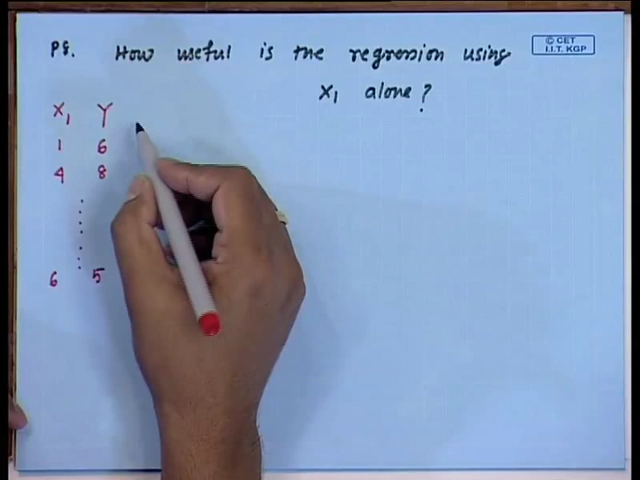 P8. How useful is the regression using
X1 alone?
© CET
I.I.T. KGP
X1 Y
1 6
4 8
6 5